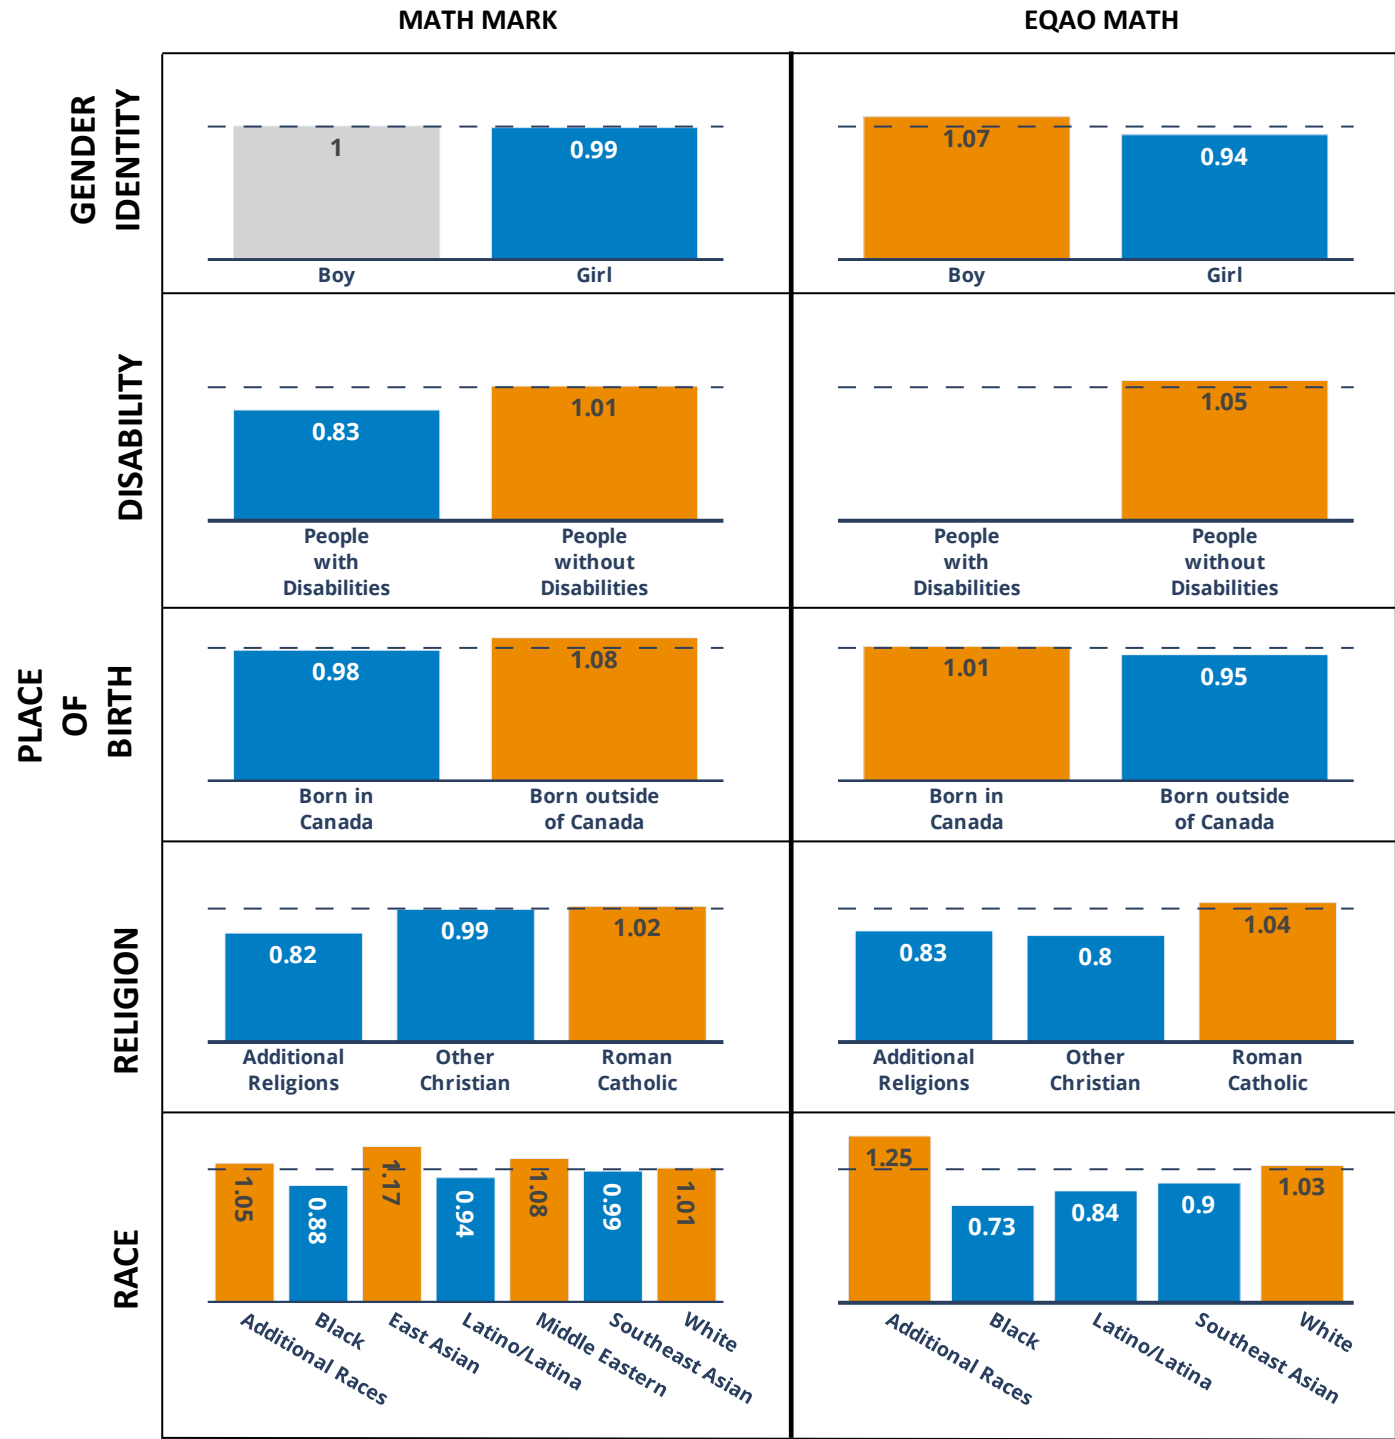 MATH MARK
EQAO MATH
GENDER
IDENTITY
1
0.99
Boy
Girl
1.07
0.94
Boy
Girl
DISABILITY
0.83
1.01
People
with
Disabilities
People
without
Disabilities
1.05
People
with
Disabilities
People
without
Disabilities
PLACE
OF
BIRTH
0.98
1.08
Born in
Canada
Born outside
of Canada
1.01
0.95
Born in
Canada
Born outside
of Canada
RELIGION
0.82
0.99
1.02
Additional
Religions
Other
Christian
Roman
Catholic
0.83
0.8
1.04
Additional
Religions
Other
Christian
Roman
Catholic
RACE
1.05
0.88
1.17
0.94
1.08
0.99
1.01
Additional Races
Black
East Asian
Latino/Latina
Middle Eastern
Southeast Asian
White
1.25
0.73
0.84
0.9
1.03
Additional Races
Black
Latino/Latina
Southeast Asian
White